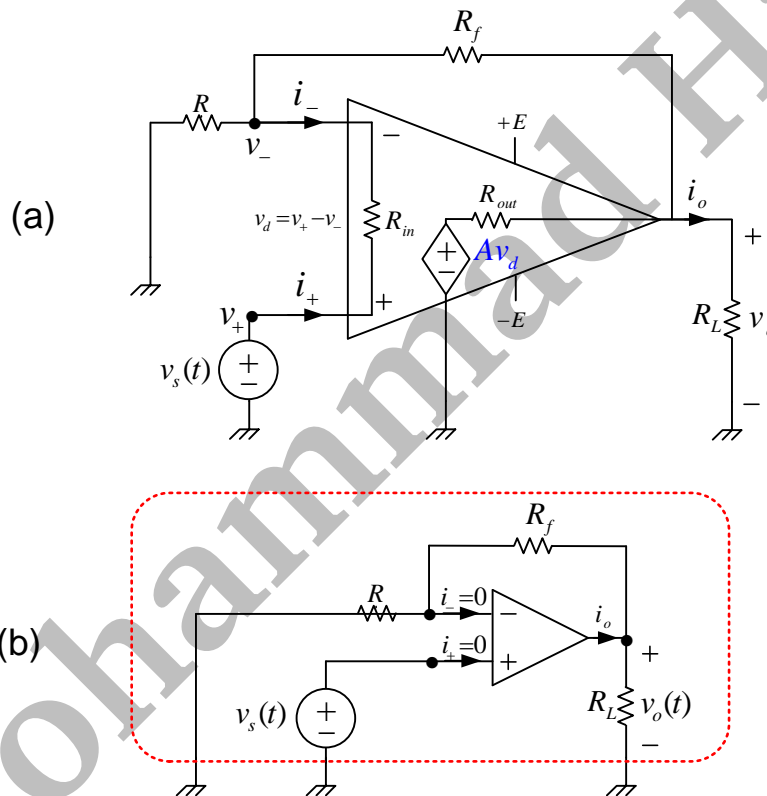 R_f
R
i_-
v_-
+E
(a)
v_d = v_+ - v_-
R_in
R_out
i_o
+
−
+
−
Av_d
+
i_+
+
v_+
−E
R_L
v
v_s(t)
+
−
−
R_f
(b)
R
i_-=0
−
i_o
i_+=0
+
+
v_s(t)
+
−
R_L
v_o(t)
−
ohammad H